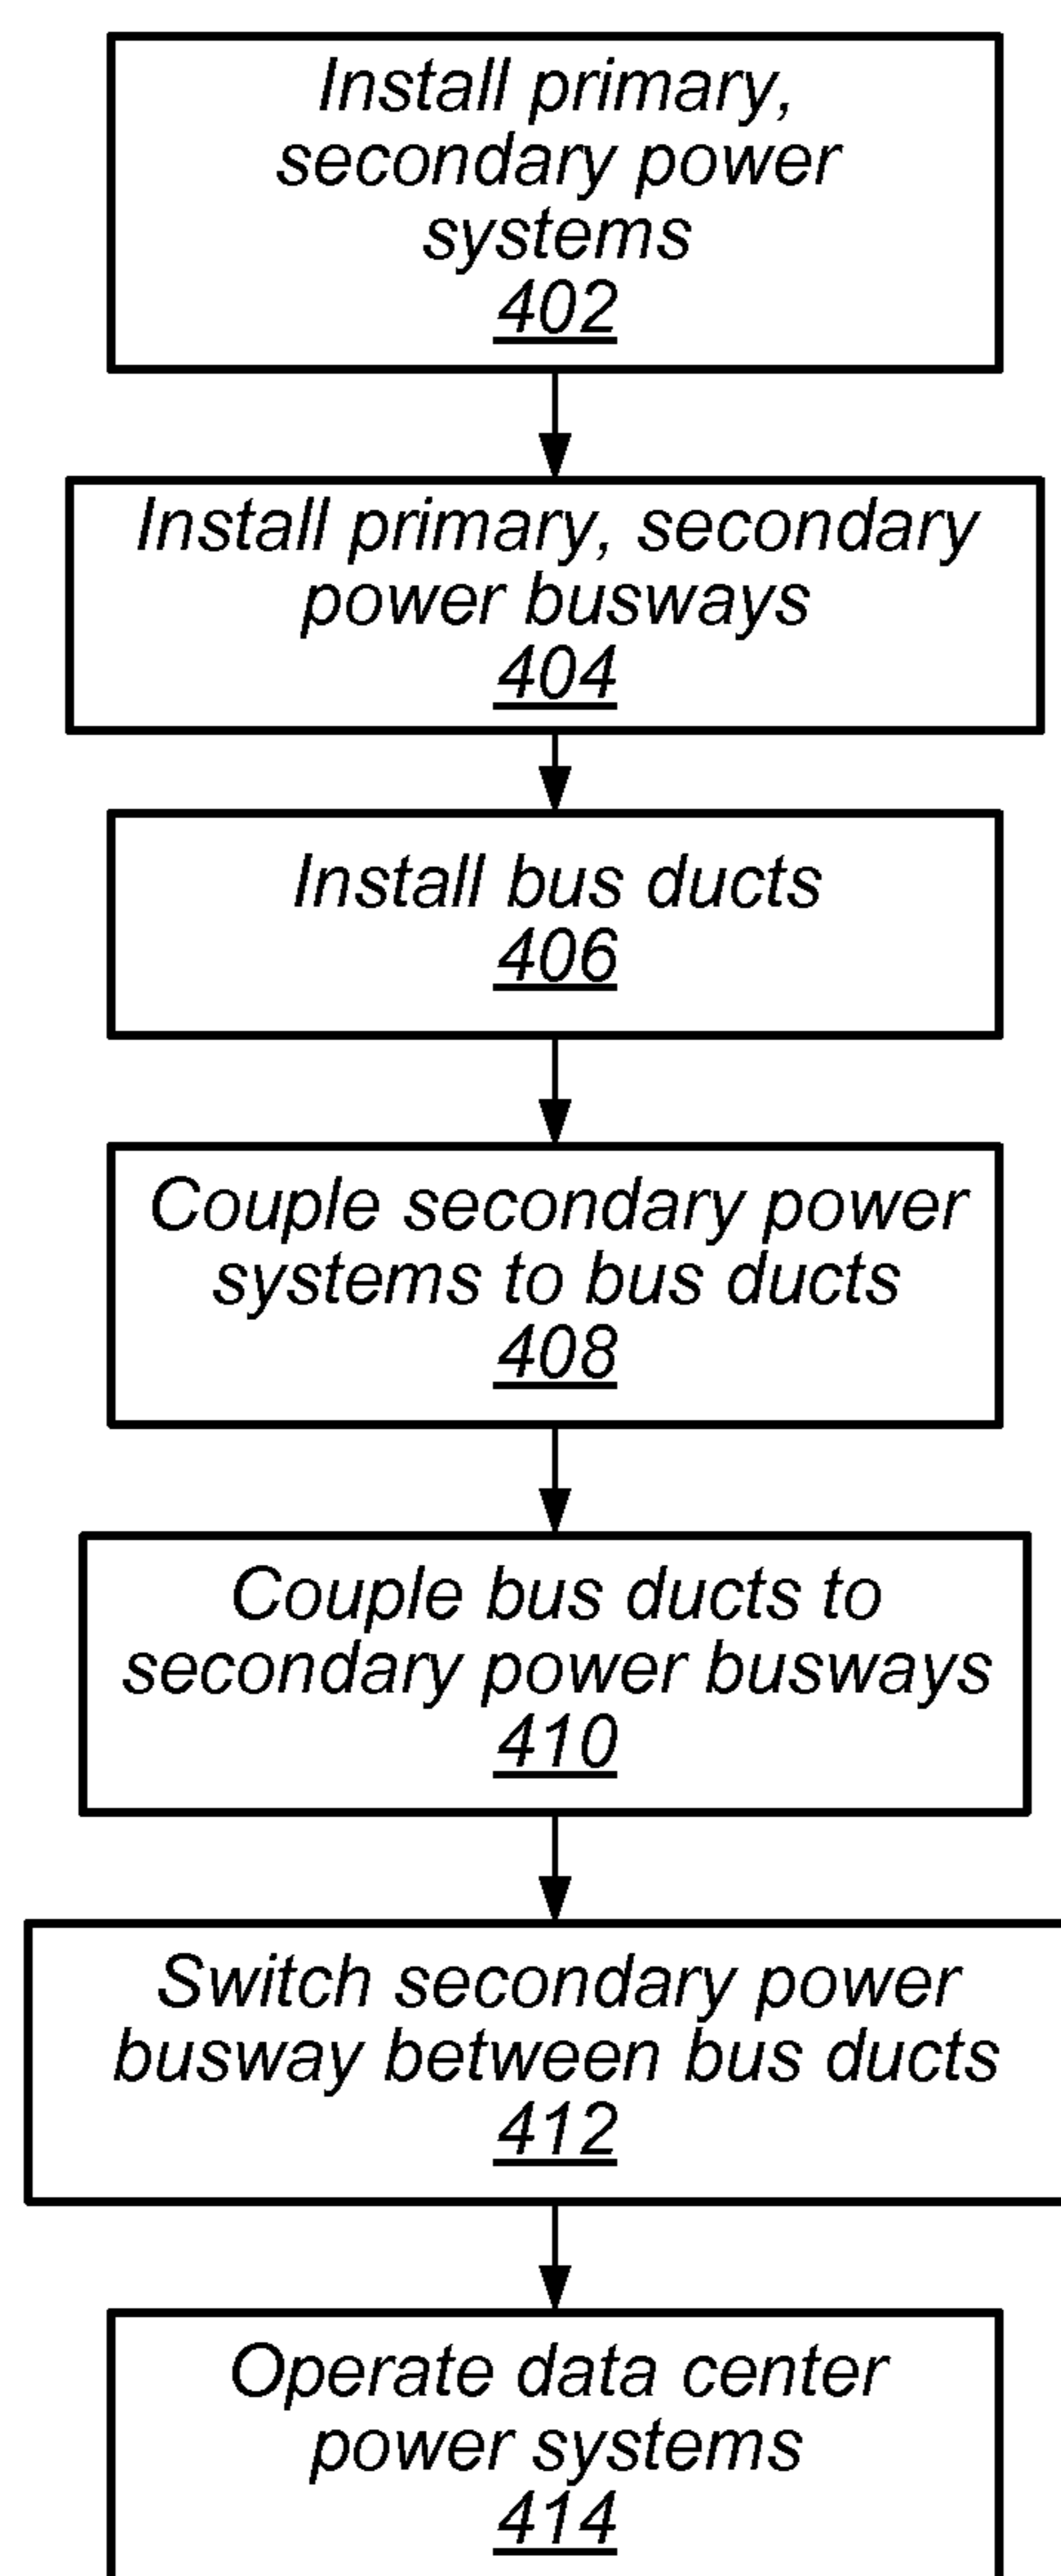 Install primary,
secondary power
systems
402
Install primary, secondary
power busways
404
Install bus ducts
406
Couple secondary power
systems to bus ducts
408
Couple bus ducts to
secondary power busways
410
Switch secondary power
busway between bus ducts
412
Operate data center
power systems
414